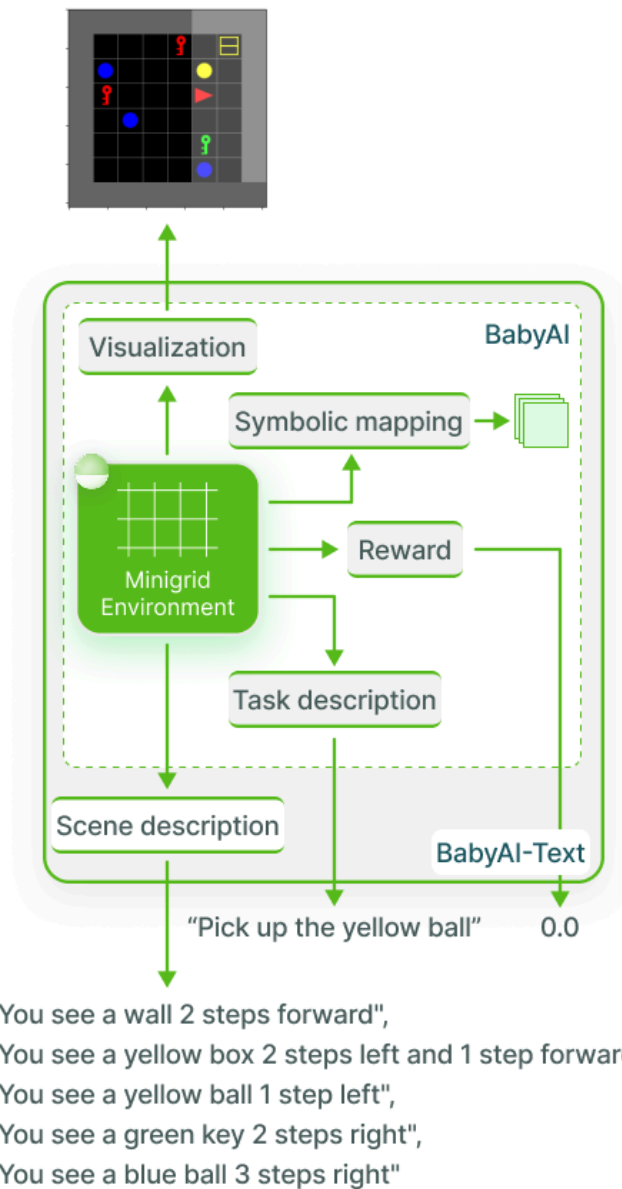 Visualization
BabyAI
Symbolic mapping
Minigrid
Environment
Reward
Task description
Scene description
BabyAI-Text
“Pick up the yellow ball”
0.0
You see a wall 2 steps forward",
You see a yellow box 2 steps left and 1 step forwar
You see a yellow ball 1 step left",
You see a green key 2 steps right",
You see a blue ball 3 steps right"